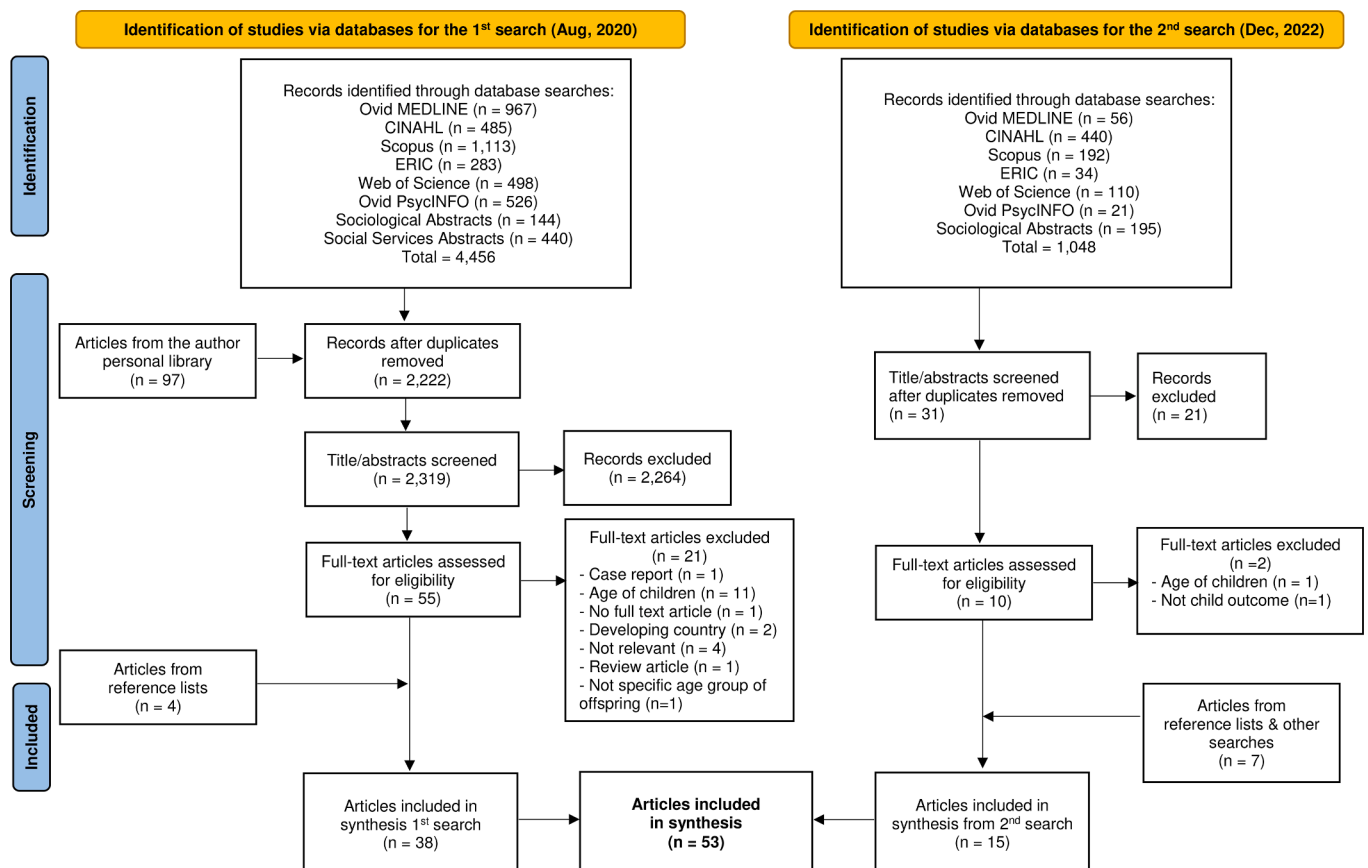 Identification of studies via databases for the 1st search (Aug, 2020)
Identification of studies via databases for the 2nd search (Dec, 2022)
Identification
Records identified through database searches:
Ovid MEDLINE (n = 967)
CINAHL (n = 485)
Scopus (n = 1,113)
ERIC (n = 283)
Web of Science (n = 498)
Ovid PsycINFO (n = 526)
Sociological Abstracts (n = 144)
Social Services Abstracts (n = 440)
Total = 4,456
Records identified through database searches:
Ovid MEDLINE (n = 56)
CINAHL (n = 440)
Scopus (n = 192)
ERIC (n = 34)
Web of Science (n = 110)
Ovid PsycINFO (n = 21)
Sociological Abstracts (n = 195)
Total = 1,048
Screening
Articles from the author
personal library
(n = 97)
Records after duplicates
removed
(n = 2,222)
Title/abstracts screened
after duplicates removed
(n = 31)
Records
excluded
(n = 21)
Title/abstracts screened
(n = 2,319)
Records excluded
(n = 2,264)
Full-text articles assessed
for eligibility
(n = 55)
Full-text articles excluded
(n = 21)
- Case report (n = 1)
- Age of children (n = 11)
- No full text article (n = 1)
- Developing country (n = 2)
- Not relevant (n = 4)
- Review article (n = 1)
- Not specific age group of
offspring (n=1)
Full-text articles assessed
for eligibility
(n = 10)
Full-text articles excluded
(n =2)
- Age of children (n = 1)
- Not child outcome (n=1)
Articles from
reference lists
(n = 4)
Included
Articles from
reference lists & other
searches
(n = 7)
Articles included in
synthesis 1st search
(n = 38)
Articles included
in synthesis
(n = 53)
Articles included in
synthesis from 2nd search
(n = 15)